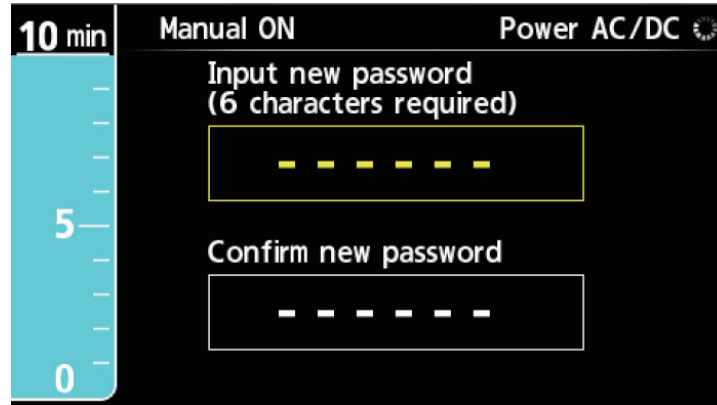 10 min
Manual ON
Power AC/DC
Input new password
(6 characters required)
– – – – – –
5
Confirm new password
– – – – – –
0